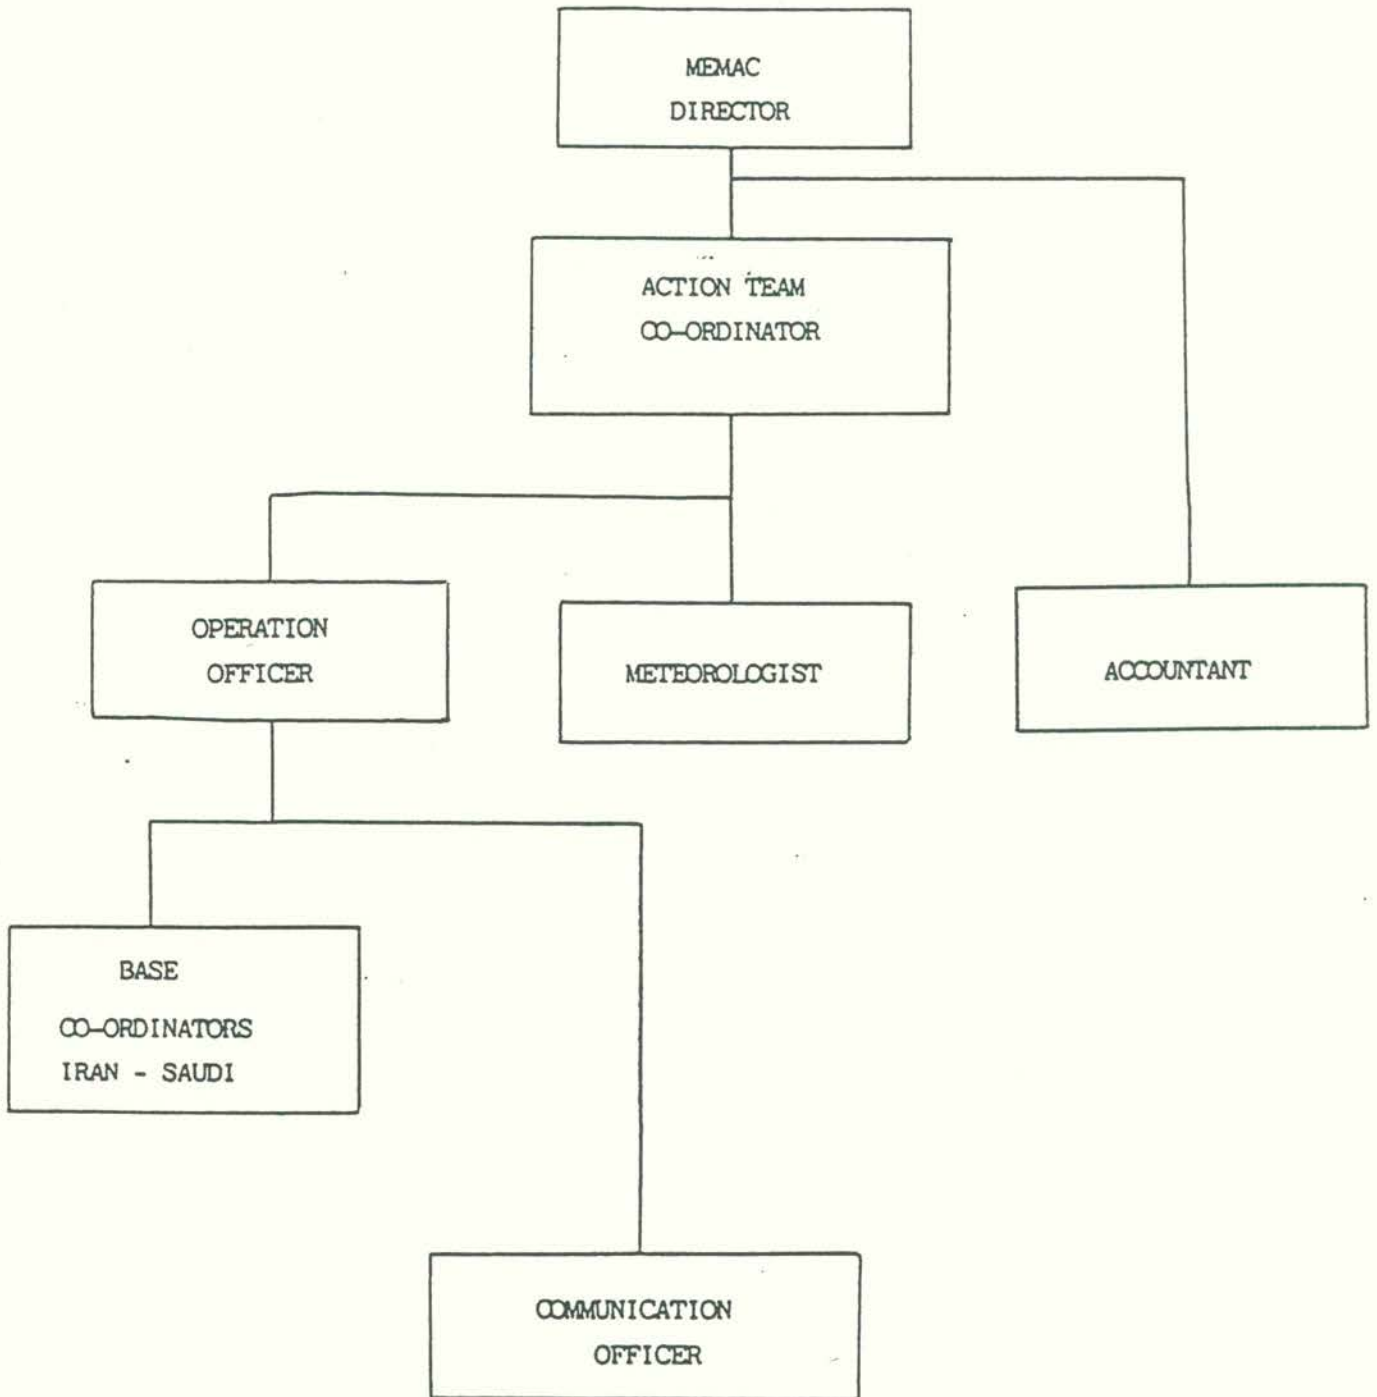 MEMAC
DIRECTOR
ACTION TEAM
CO-ORDINATOR
OPERATION
OFFICER
METEOROLOGIST
ACCOUNTANT
BASE
CO-ORDINATORS
IRAN - SAUDI
COMMUNICATION
OFFICER